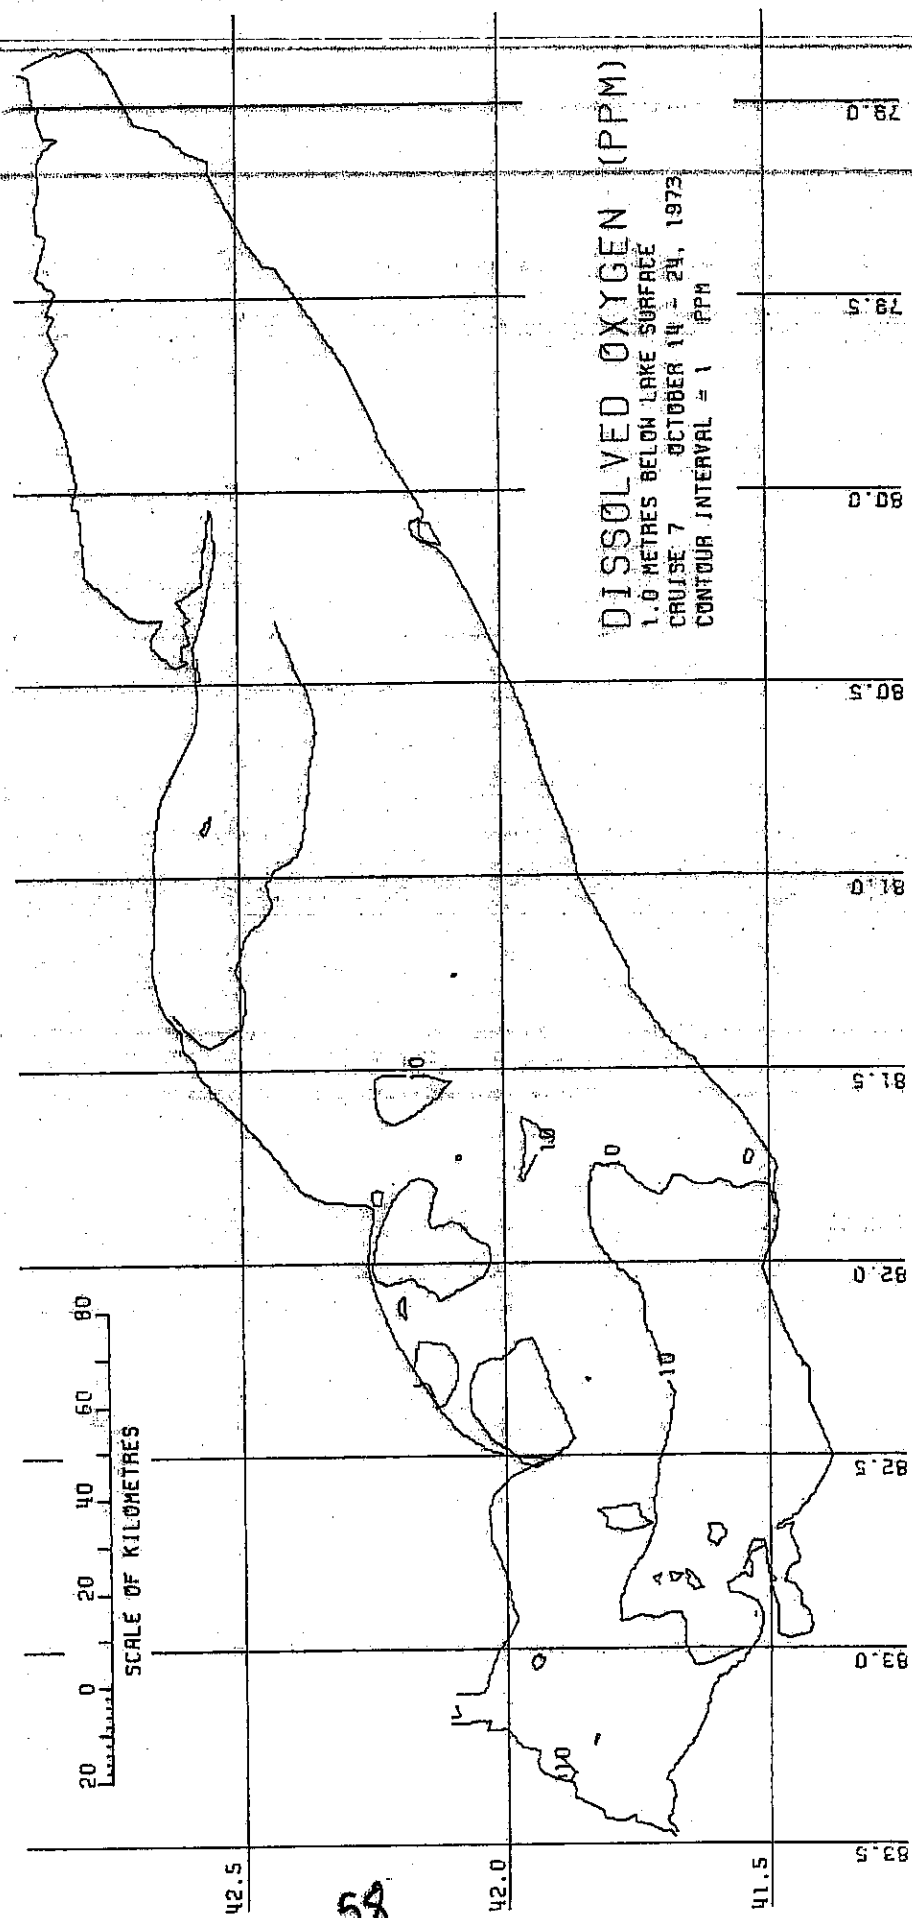 DISSOLVED OXYGEN (PPM)
1.0 METRES BELOW LAKE SURFACE
CRUISE 7 OCTOBER 14 - 24, 1973
CONTOUR INTERVAL = 1 PPM
20 0 20 40 60 80
SCALE OF KILOMETRES
42.5
42.0
41.5
83.5 83.0 82.5 82.0 81.5 81.0 80.5 80.0 79.5 79.0
10
10
10
10
10
58